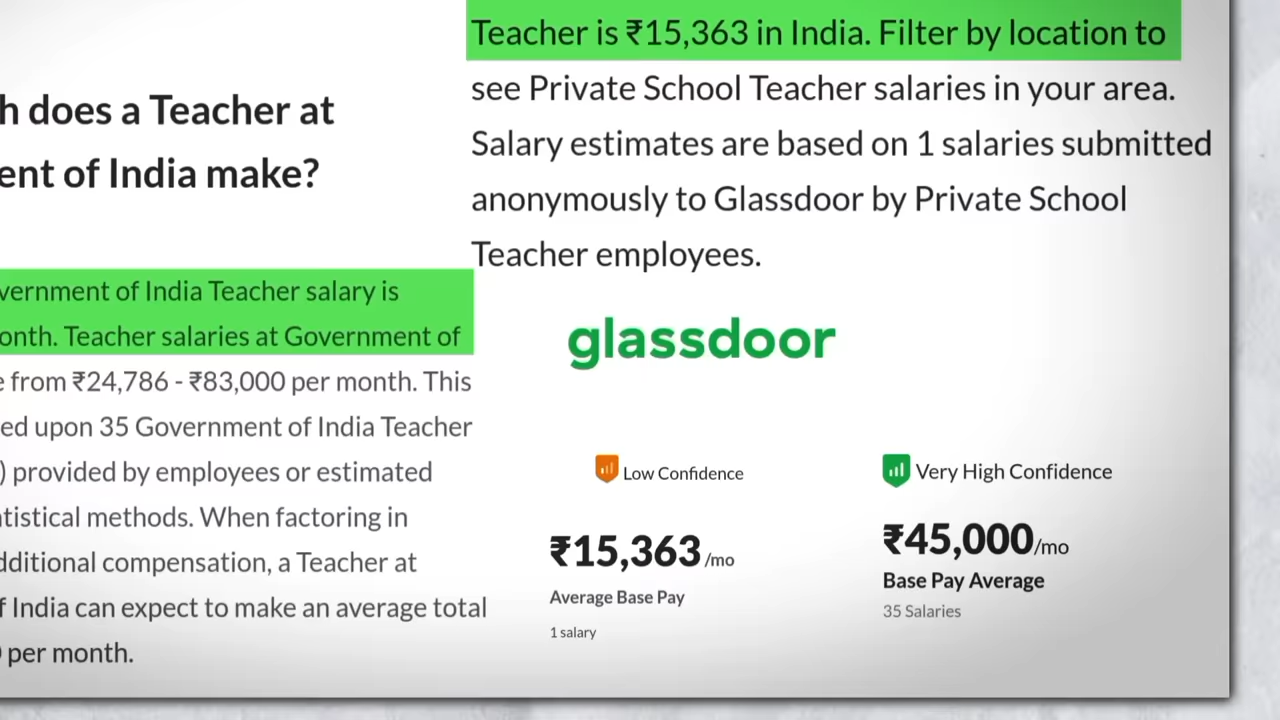 h does a Teacher at
ent of India make?
vernment of India Teacher salary is
onth. Teacher salaries at Government of
e from ₹24,786 - ₹83,000 per month. This
ed upon 35 Government of India Teacher
) provided by employees or estimated
tistical methods. When factoring in
dditional compensation, a Teacher at
f India can expect to make an average total
per month.
Teacher is ₹15,363 in India. Filter by location to
see Private School Teacher salaries in your area.
Salary estimates are based on 1 salaries submitted
anonymously to Glassdoor by Private School
Teacher employees.
glassdoor
Low Confidence
₹15,363/mo
Average Base Pay
1 salary
Very High Confidence
₹45,000/mo
Base Pay Average
35 Salaries